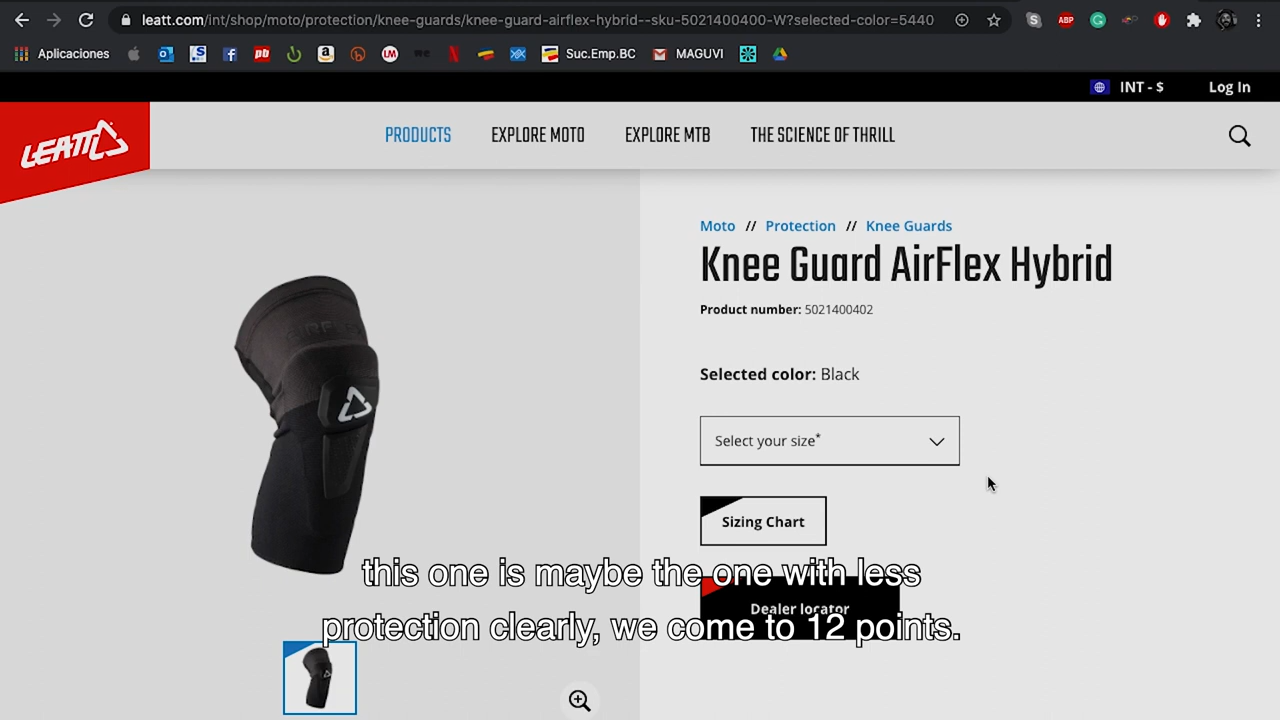 leatt.com/int/shop/moto/protection/knee-guards/knee-guard-airflex-hybrid--sku-5021400400-W?selected-color=5440
ABP
Aplicaciones
Suc.Emp.BC
MAGUVI
INT - $
Log In
LEATT
PRODUCTS
EXPLORE MOTO
EXPLORE MTB
THE SCIENCE OF THRILL
Moto // Protection // Knee Guards
Knee Guard AirFlex Hybrid
Product number: 5021400402
Selected color: Black
Select your size*
Sizing Chart
Dealer locator
this one is maybe the one with less
protection clearly, we come to 12 points.